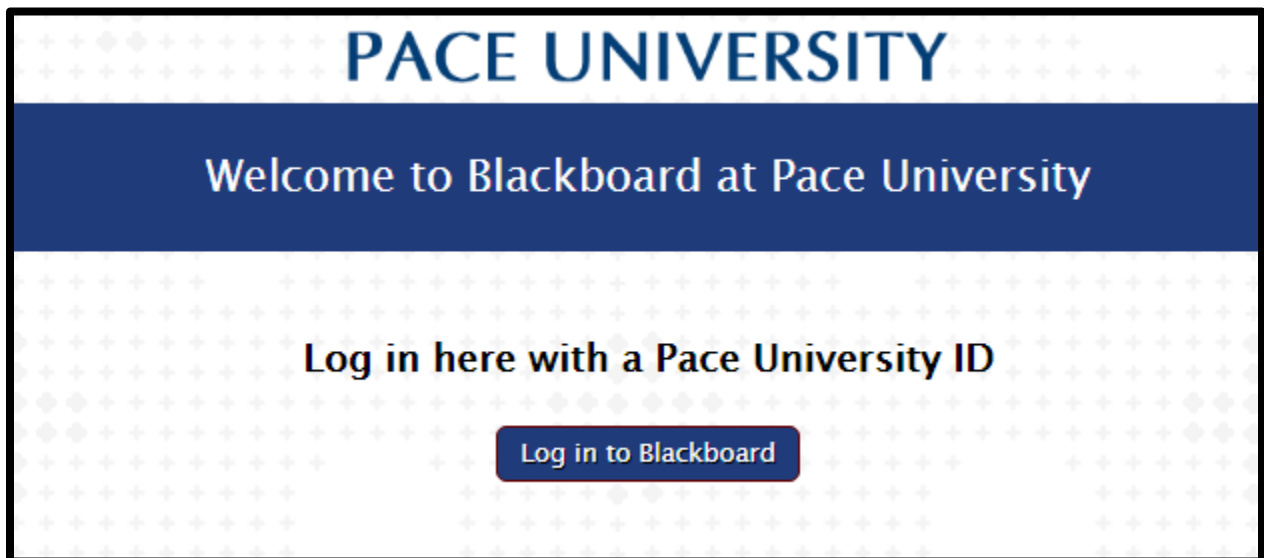 PACE UNIVERSITY
Welcome to Blackboard at Pace University
Log in here with a Pace University ID
Log in to Blackboard